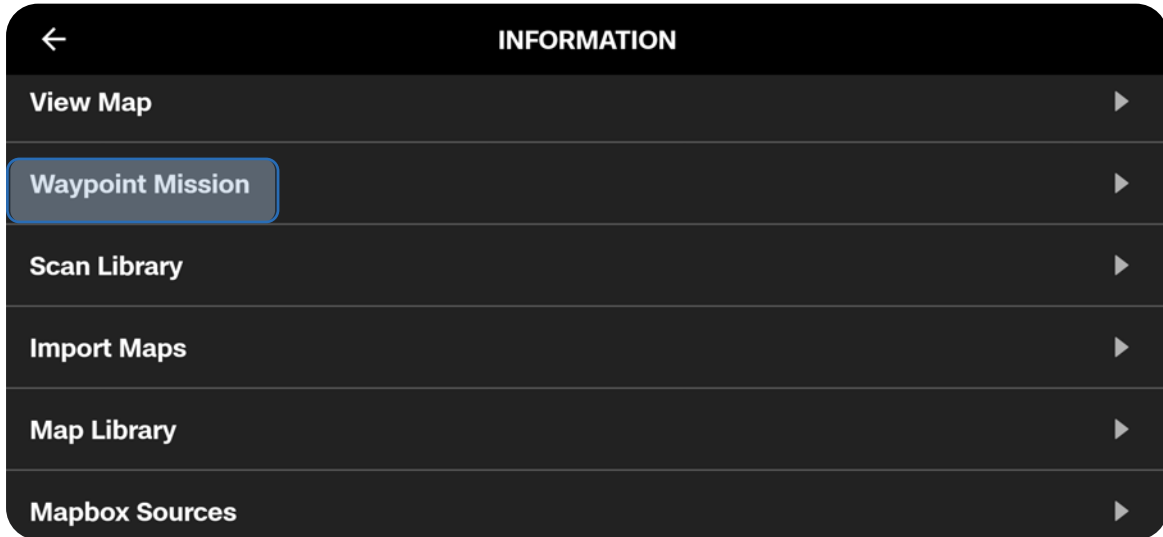 INFORMATION
View Map
Waypoint Mission
Scan Library
Import Maps
Map Library
Mapbox Sources